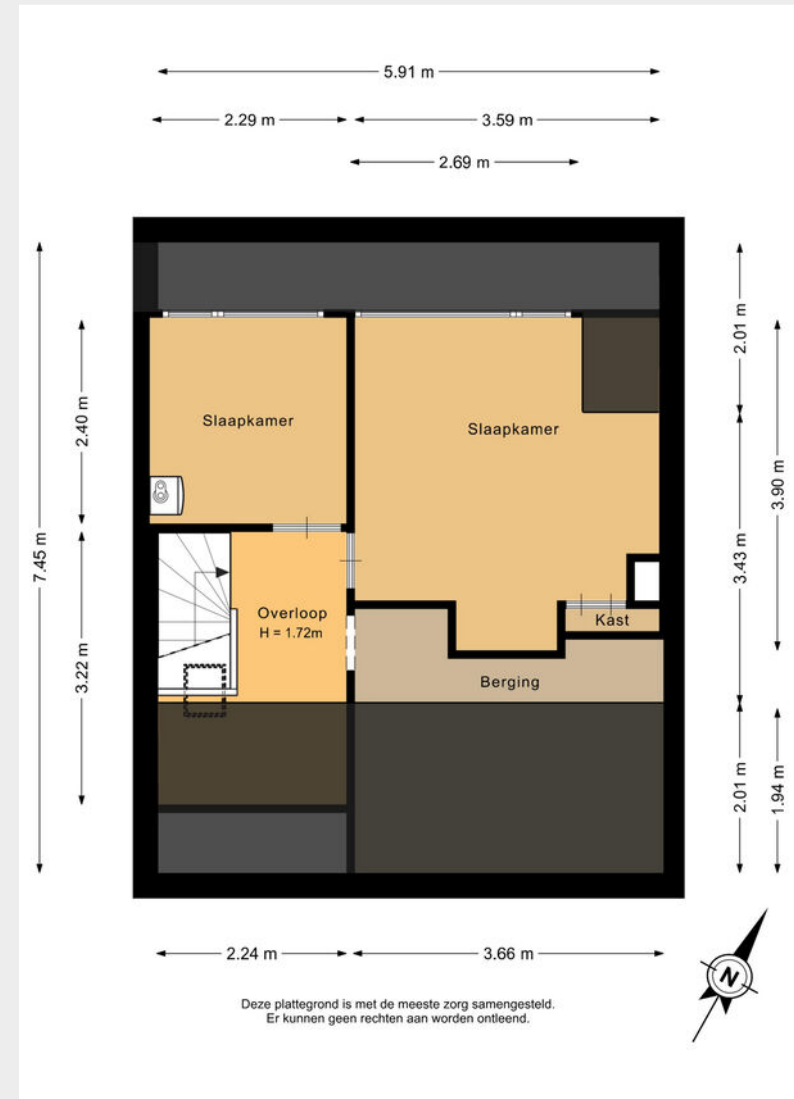 5.91 m
2.29 m
3.59 m
2.69 m
2.01 m
2.40 m
Slaapkamer
Slaapkamer
3.90 m
7.45 m
3.43 m
Overloop
H = 1.72m
Kast
3.22 m
Berging
2.01 m
1.94 m
2.24 m
3.66 m
N
Deze plattegrond is met de meeste zorg samengesteld.
Er kunnen geen rechten aan worden ontleend.